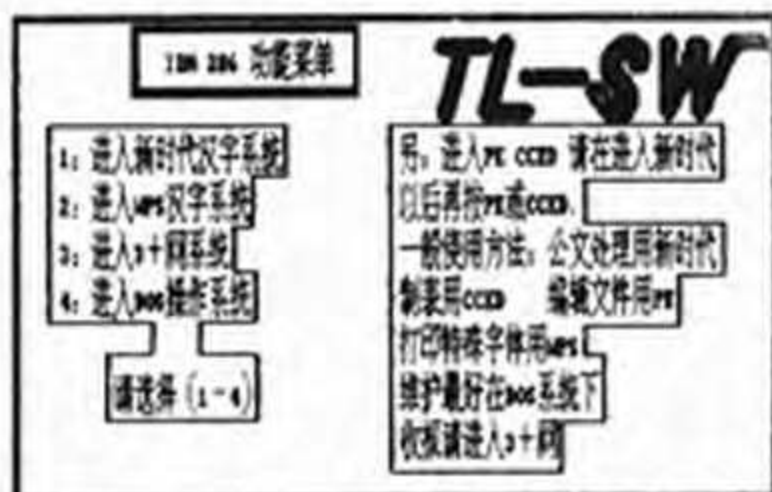 IBM 286 功能菜单
TL-SW
1: 进入新时代汉字系统
2: 进入WPS汉字系统
3: 进入3+网系统
4: 进入DOS操作系统
请选择 (1-4)
另: 进入PE CCED 请在进入新时代
以后再按PE或CCED.
一般使用方法: 公文处理用新时代
制表用CCED 编辑文件用PE
打印特殊字体用WPS
维护最好在DOS系统下
收报请进入3+网